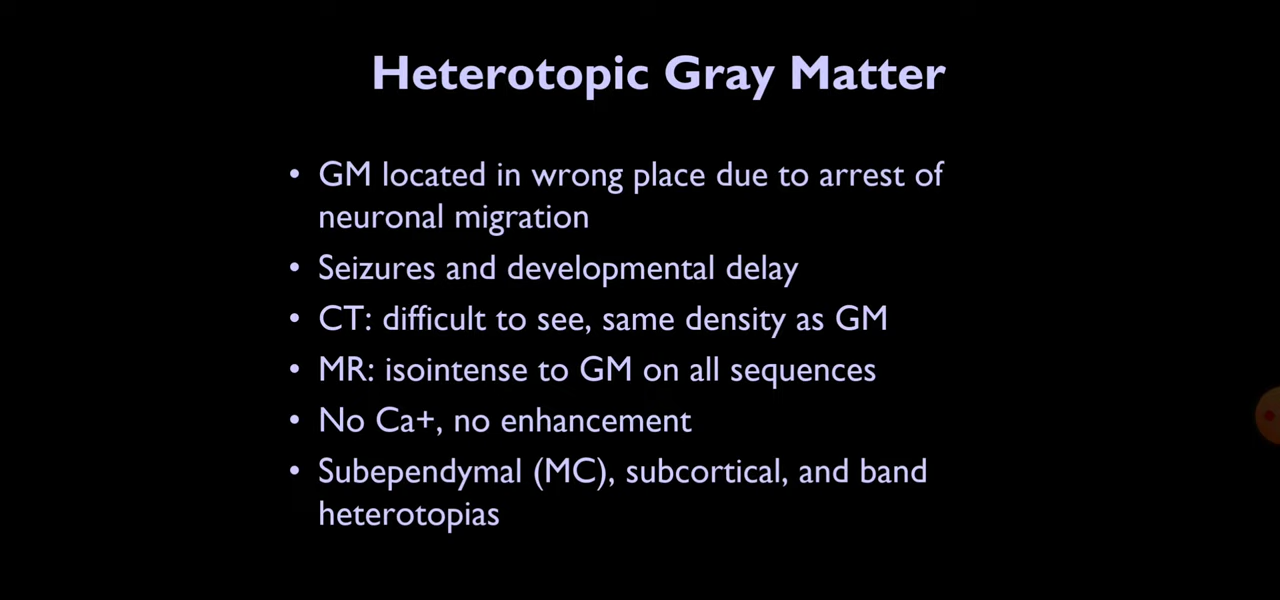 Heterotopic Gray Matter
• GM located in wrong place due to arrest of
neuronal migration
• Seizures and developmental delay
• CT: difficult to see, same density as GM
• MR: isointense to GM on all sequences
• No Ca+, no enhancement
• Subependymal (MC), subcortical, and band
heterotopias